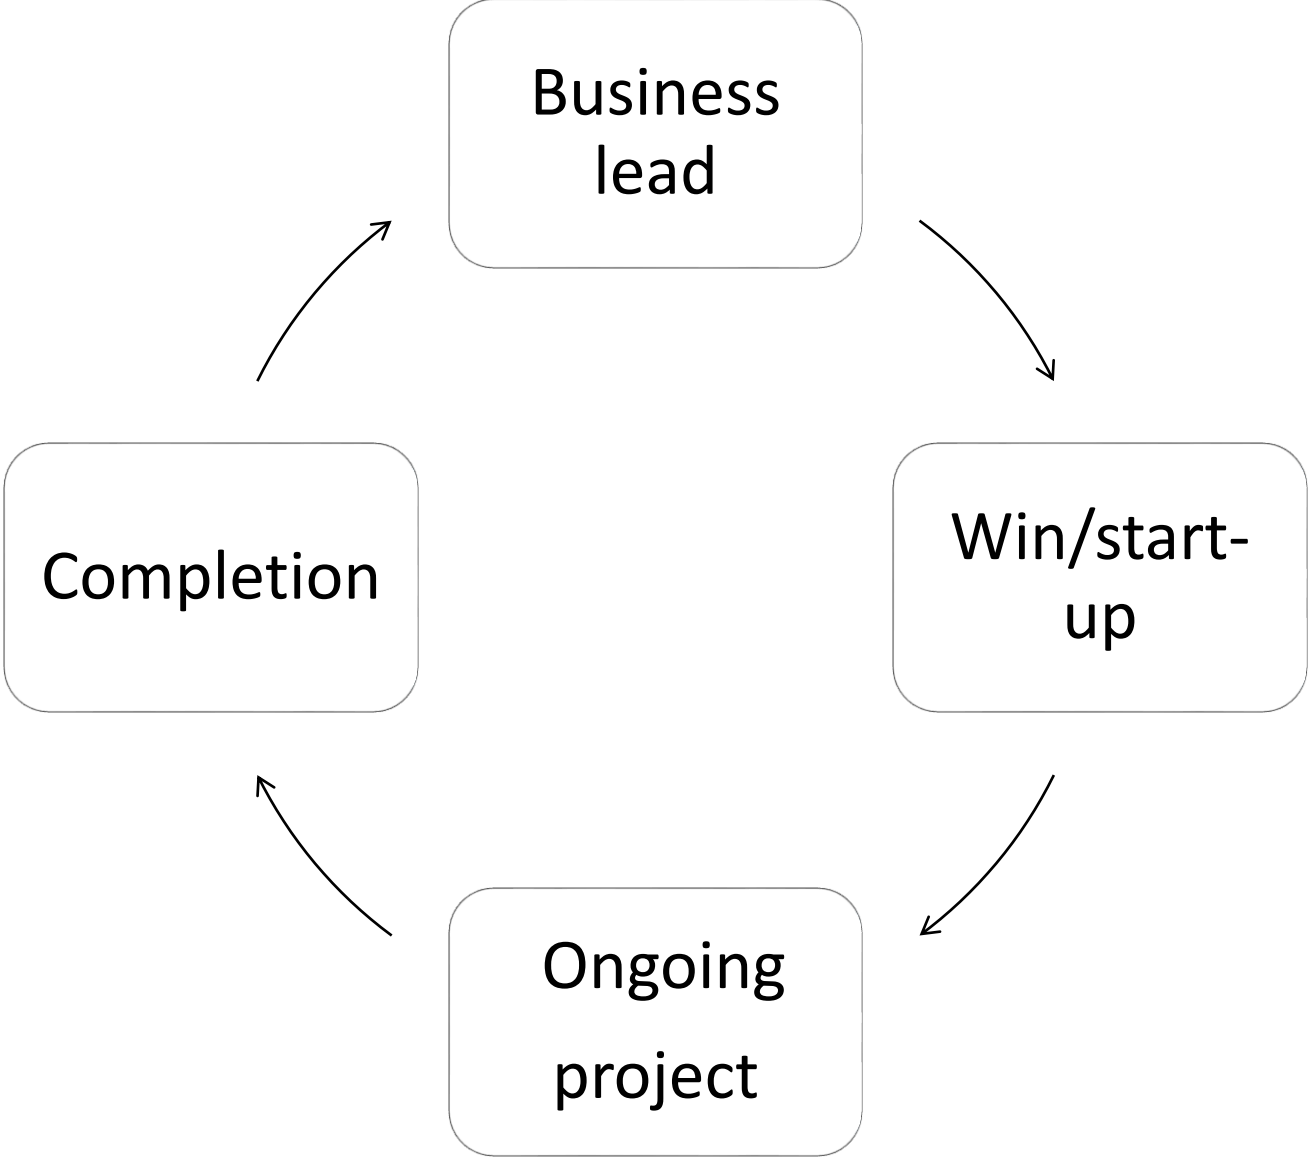 Business
lead
Win/start-
up
Ongoing
project
Completion